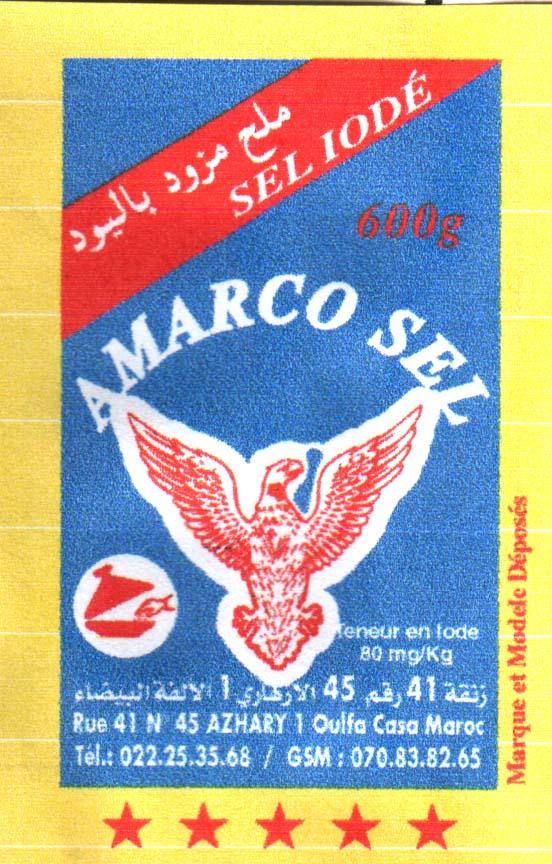 ملح مزود باليود
SEL IODÉ
600g
AMARCO SEL
Teneur en Iode
80 mg/Kg
زنقة 41 رقم 45 الأزهاري 1 الألفة البيضاء
Rue 41 N 45 AZHARY 1 Oulfa Casa Maroc
Tél.: 022.25.35.68 / GSM : 070.83.82.65
Marque et Modele Déposés